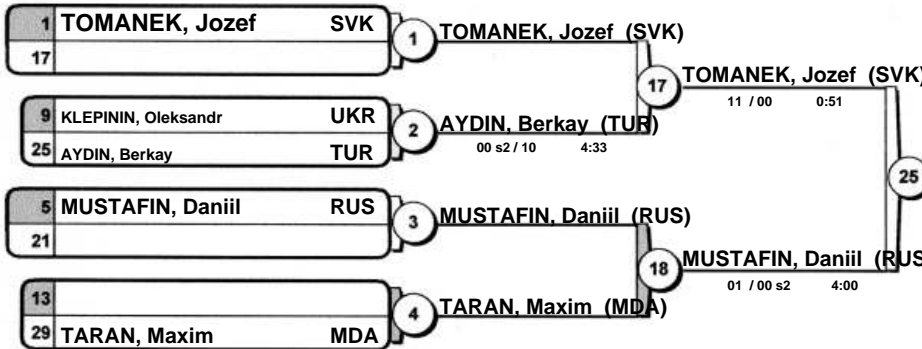 1 TOMANEK, Jozef SVK
17
1
TOMANEK, Jozef (SVK)
9 KLEPININ, Oleksandr UKR
25 AYDIN, Berkay TUR
2
AYDIN, Berkay (TUR)
00 s2 / 10 4:33
17
TOMANEK, Jozef (SVK)
11 / 00 0:51
5 MUSTAFIN, Daniil RUS
21
3
MUSTAFIN, Daniil (RUS)
13
29 TARAN, Maxim MDA
4
TARAN, Maxim (MDA)
18
MUSTAFIN, Daniil (RUS
01 / 00 s2 4:00
25